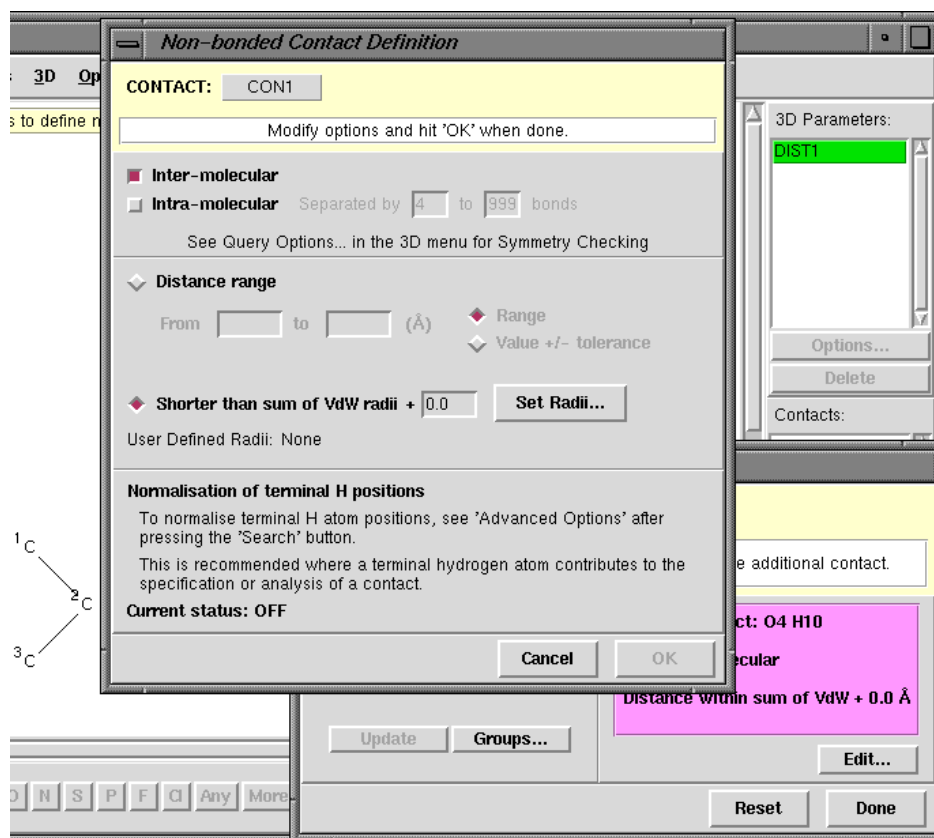 Non-bonded Contact Definition
3D Op
CONTACT: CON1
s to define n
Modify options and hit 'OK' when done.
3D Parameters:
DIST1
Inter-molecular
Intra-molecular Separated by 4 to 999 bonds
See Query Options... in the 3D menu for Symmetry Checking
Distance range
From to (Å)
Range
Value +/- tolerance
Options...
Delete
Shorter than sum of VdW radii + 0.0 Set Radii...
Contacts:
User Defined Radii: None
Normalisation of terminal H positions
To normalise terminal H atom positions, see 'Advanced Options' after
pressing the 'Search' button.
This is recommended where a terminal hydrogen atom contributes to the
specification or analysis of a contact.
Current status: OFF
Cancel OK
1 C
2 C
3 C
e additional contact.
ct: O4 H10
ecular
Distance within sum of VdW + 0.0 Å
Update Groups...
Edit...
O N S P F Cl Any More
Reset Done